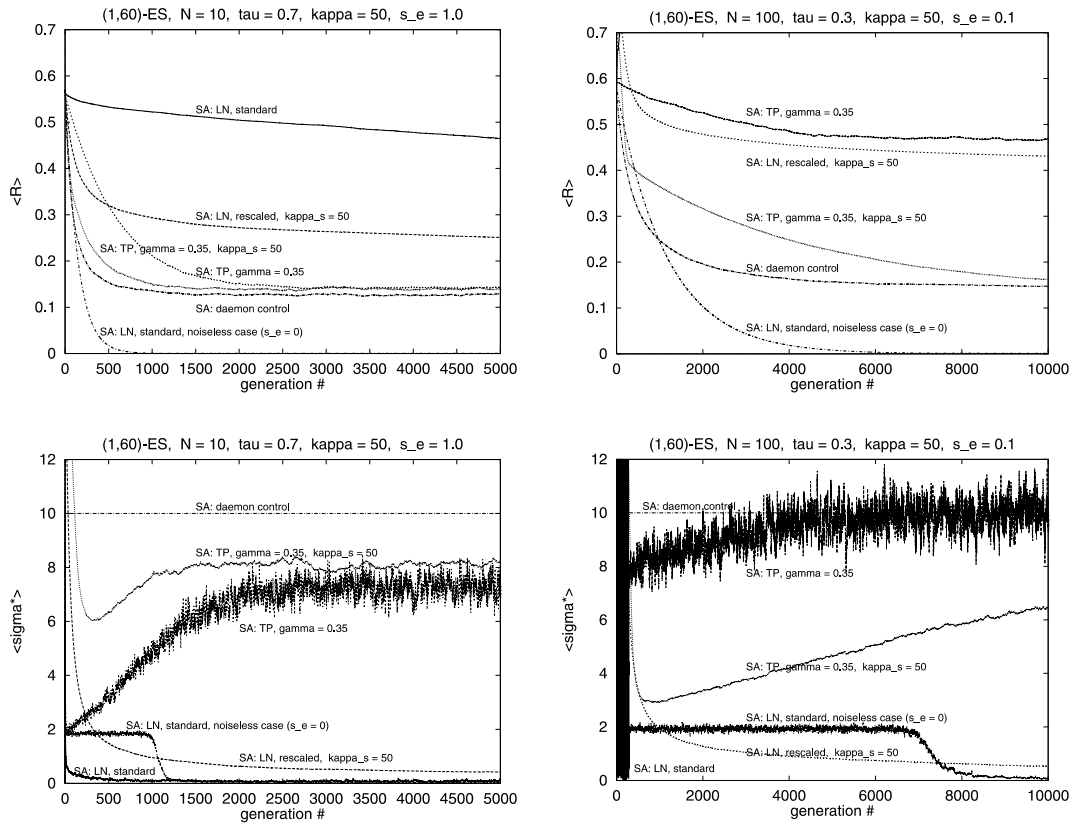 (1,60)-ES, N = 10, tau = 0.7, kappa = 50, s_e = 1.0
<R>
0.7
0.6
0.5
0.4
0.3
0.2
0.1
0
SA: LN, standard
SA: LN, rescaled, kappa_s = 50
SA: TP, gamma = 0.35, kappa_s = 50
SA: TP, gamma = 0.35
SA: daemon control
SA: LN, standard, noiseless case (s_e = 0)
0 500 1000 1500 2000 2500 3000 3500 4000 4500 5000
generation #
(1,60)-ES, N = 100, tau = 0.3, kappa = 50, s_e = 0.1
<R>
0.7
0.6
0.5
0.4
0.3
0.2
0.1
0
SA: TP, gamma = 0.35
SA: LN, rescaled, kappa_s = 50
SA: TP, gamma = 0.35, kappa_s = 50
SA: daemon control
SA: LN, standard, noiseless case (s_e = 0)
0 2000 4000 6000 8000 10000
generation #
(1,60)-ES, N = 10, tau = 0.7, kappa = 50, s_e = 1.0
<sigma*>
12
10
8
6
4
2
0
SA: daemon control
SA: TP, gamma = 0.35, kappa_s = 50
SA: TP, gamma = 0.35
SA: LN, standard, noiseless case (s_e = 0)
SA: LN, rescaled, kappa_s = 50
SA: LN, standard
0 500 1000 1500 2000 2500 3000 3500 4000 4500 5000
generation #
(1,60)-ES, N = 100, tau = 0.3, kappa = 50, s_e = 0.1
<sigma*>
12
10
8
6
4
2
0
SA: daemon control
SA: TP, gamma = 0.35
SA: TP, gamma = 0.35, kappa_s = 50
SA: LN, standard, noiseless case (s_e = 0)
SA: LN, rescaled, kappa_s = 50
SA: LN, standard
0 2000 4000 6000 8000 10000
generation #